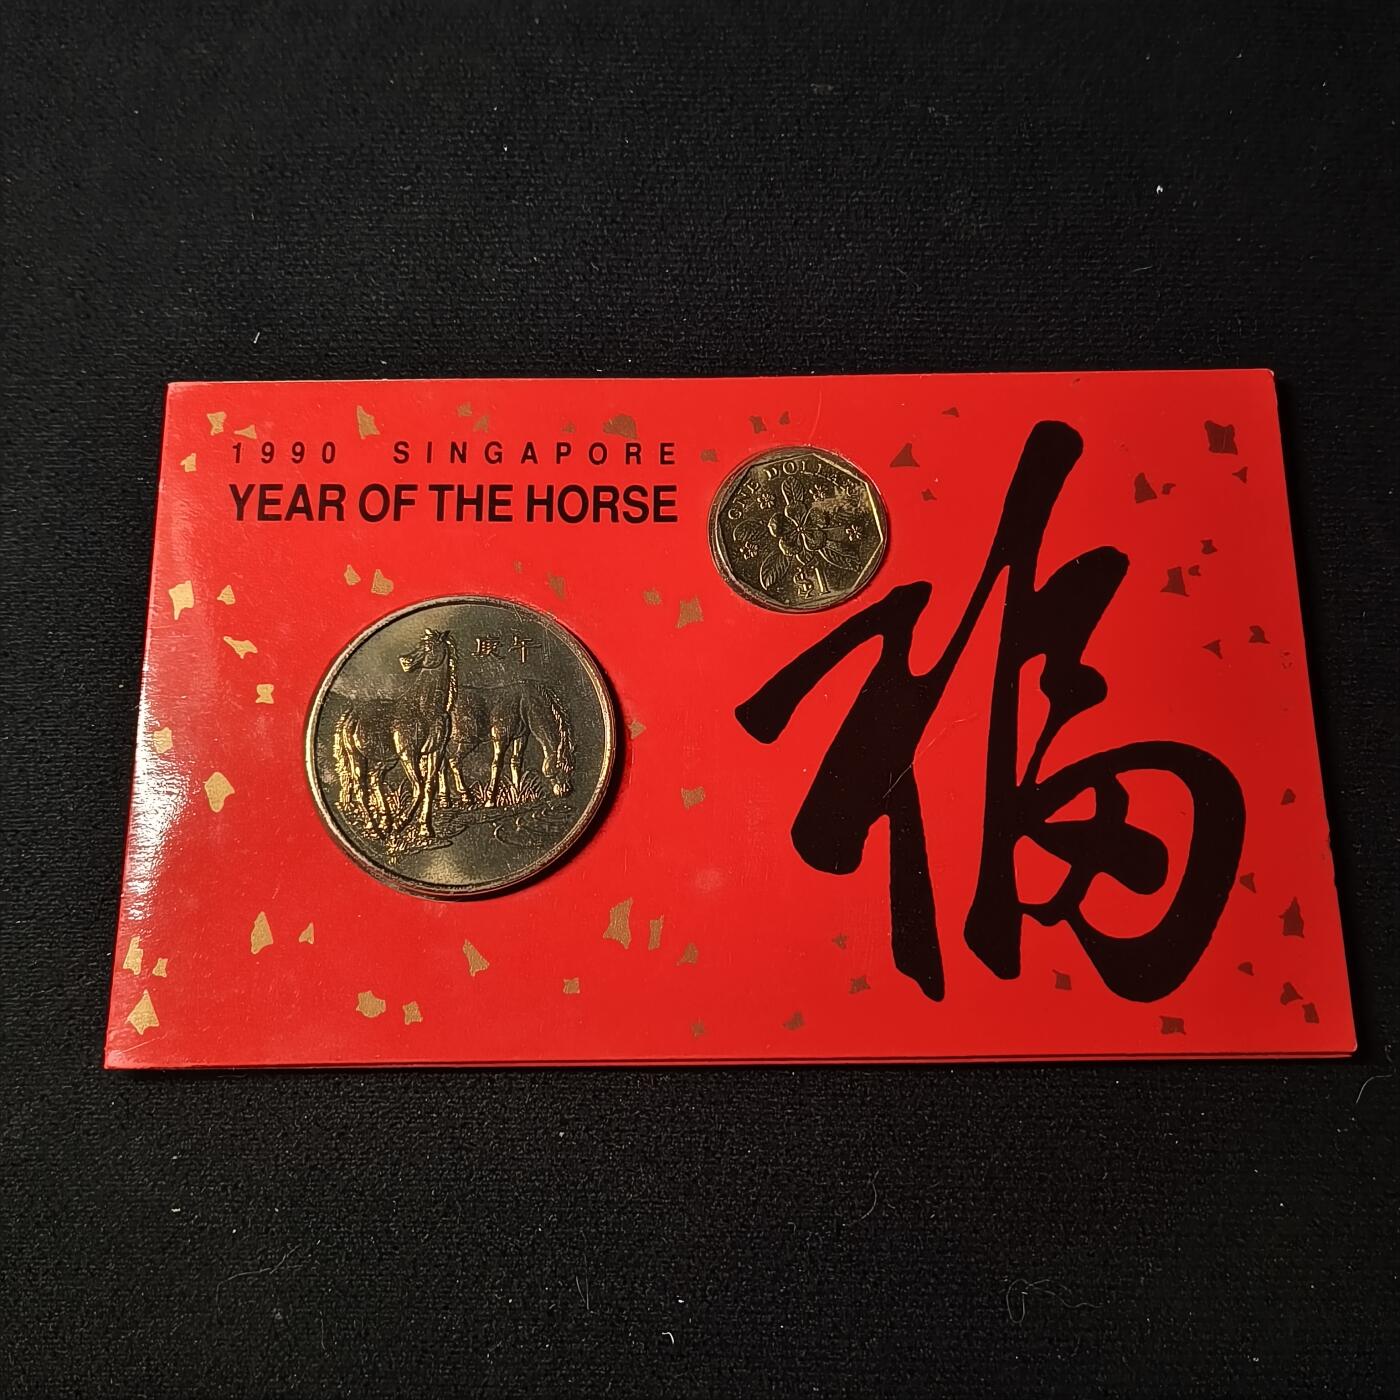 1990 SINGAPORE
YEAR OF THE HORSE
ONE DOLLAR
$1
庚午
福